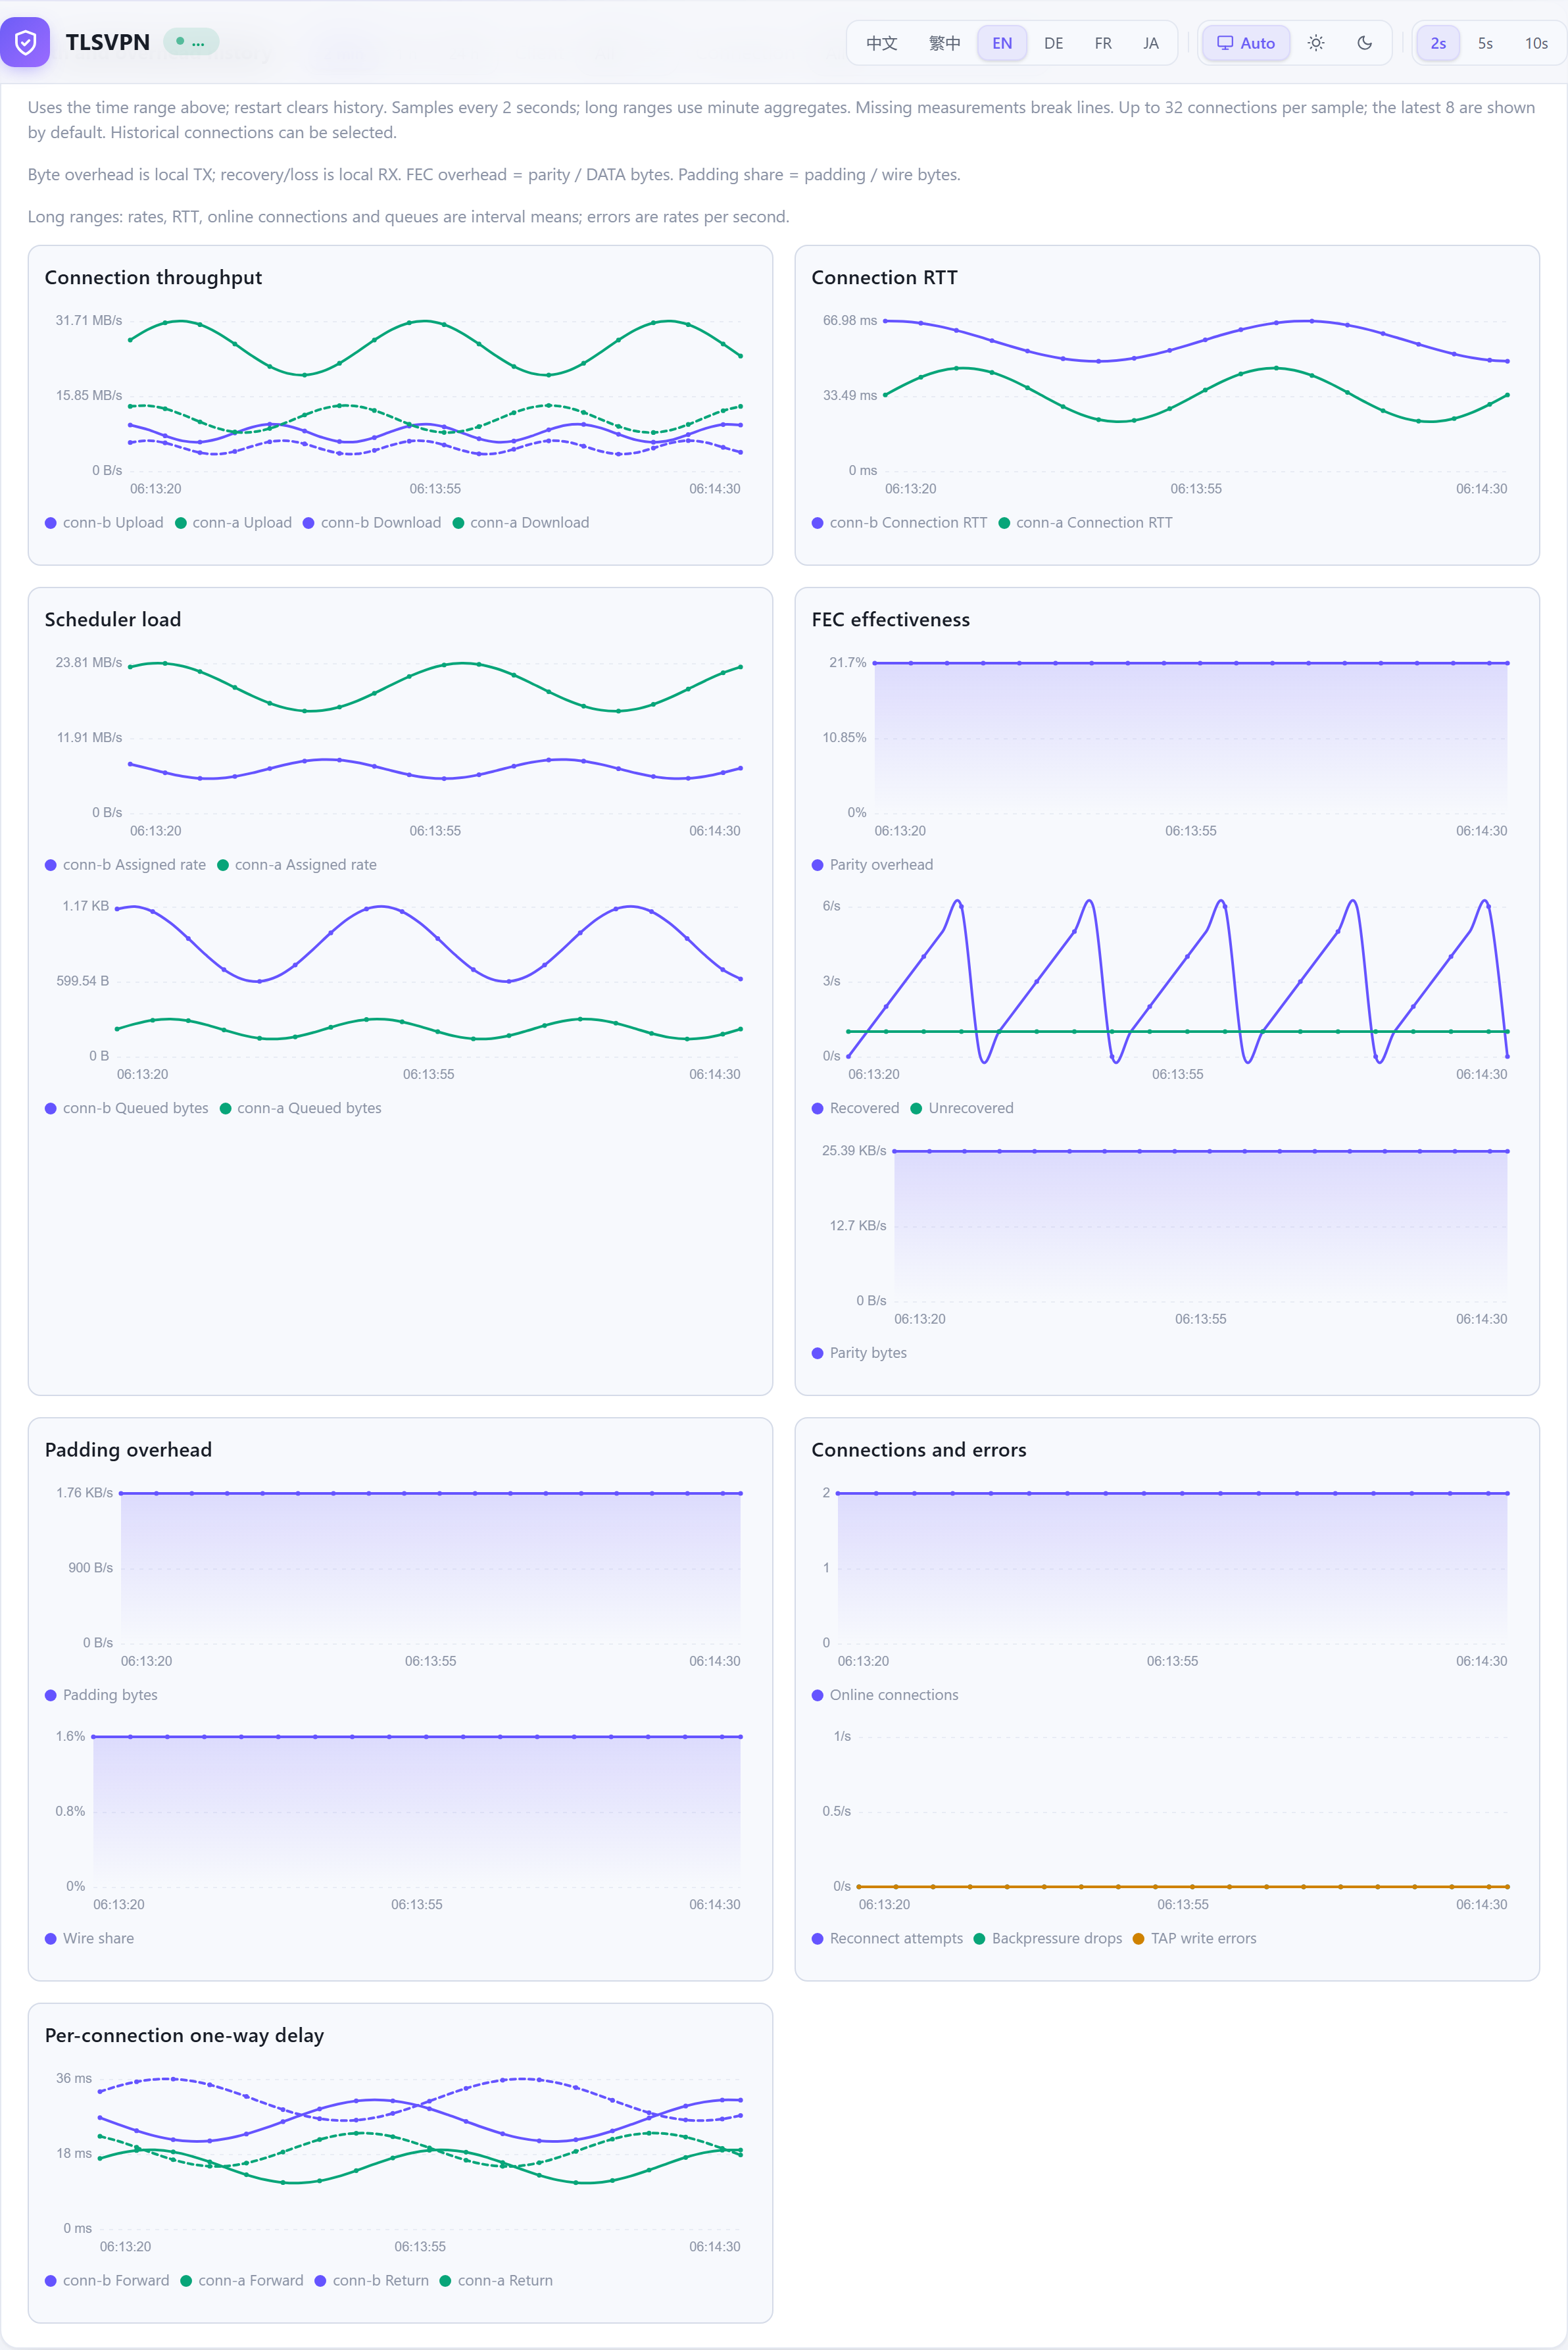 TLSVPN
...
中文 繁中 EN DE FR JA
Auto
2s 5s 10s
Uses the time range above; restart clears history. Samples every 2 seconds; long ranges use minute aggregates. Missing measurements break lines. Up to 32 connections per sample; the latest 8 are shown
by default. Historical connections can be selected.
Byte overhead is local TX; recovery/loss is local RX. FEC overhead = parity / DATA bytes. Padding share = padding / wire bytes.
Long ranges: rates, RTT, online connections and queues are interval means; errors are rates per second.
Connection throughput
31.71 MB/s
15.85 MB/s
0 B/s
06:13:20 06:13:55 06:14:30
conn-b Upload conn-a Upload conn-b Download conn-a Download
Connection RTT
66.98 ms
33.49 ms
0 ms
06:13:20 06:13:55 06:14:30
conn-b Connection RTT conn-a Connection RTT
Scheduler load
23.81 MB/s
11.91 MB/s
0 B/s
06:13:20 06:13:55 06:14:30
conn-b Assigned rate conn-a Assigned rate
1.17 KB
599.54 B
0 B
06:13:20 06:13:55 06:14:30
conn-b Queued bytes conn-a Queued bytes
FEC effectiveness
21.7%
10.85%
0%
06:13:20 06:13:55 06:14:30
Parity overhead
6/s
3/s
0/s
06:13:20 06:13:55 06:14:30
Recovered Unrecovered
25.39 KB/s
12.7 KB/s
0 B/s
06:13:20 06:13:55 06:14:30
Parity bytes
Padding overhead
1.76 KB/s
900 B/s
0 B/s
06:13:20 06:13:55 06:14:30
Padding bytes
1.6%
0.8%
0%
06:13:20 06:13:55 06:14:30
Wire share
Connections and errors
2
1
0
06:13:20 06:13:55 06:14:30
Online connections
1/s
0.5/s
0/s
06:13:20 06:13:55 06:14:30
Reconnect attempts Backpressure drops TAP write errors
Per-connection one-way delay
36 ms
18 ms
0 ms
06:13:20 06:13:55 06:14:30
conn-b Forward conn-a Forward conn-b Return conn-a Return